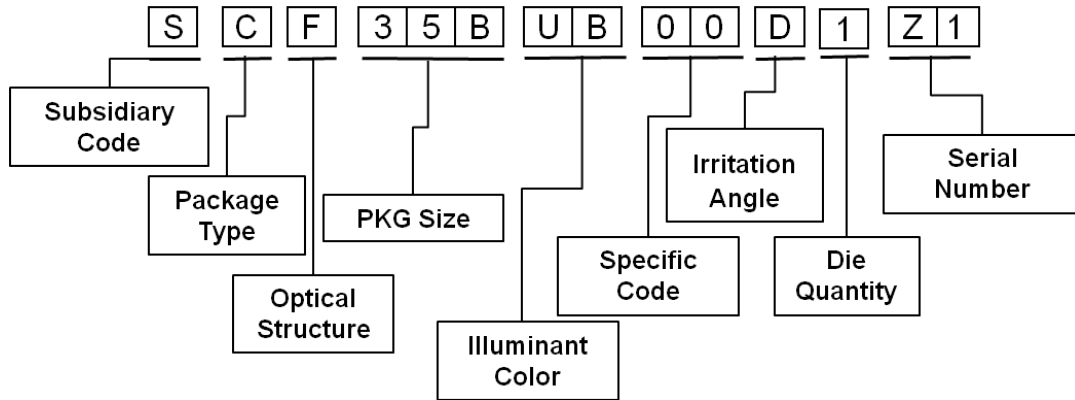 S C F 3 5 B U B 0 0 D 1 Z 1
Subsidiary
Code
Package
Type
Optical
Structure
PKG Size
Illuminant
Color
Specific
Code
Irritation
Angle
Die
Quantity
Serial
Number